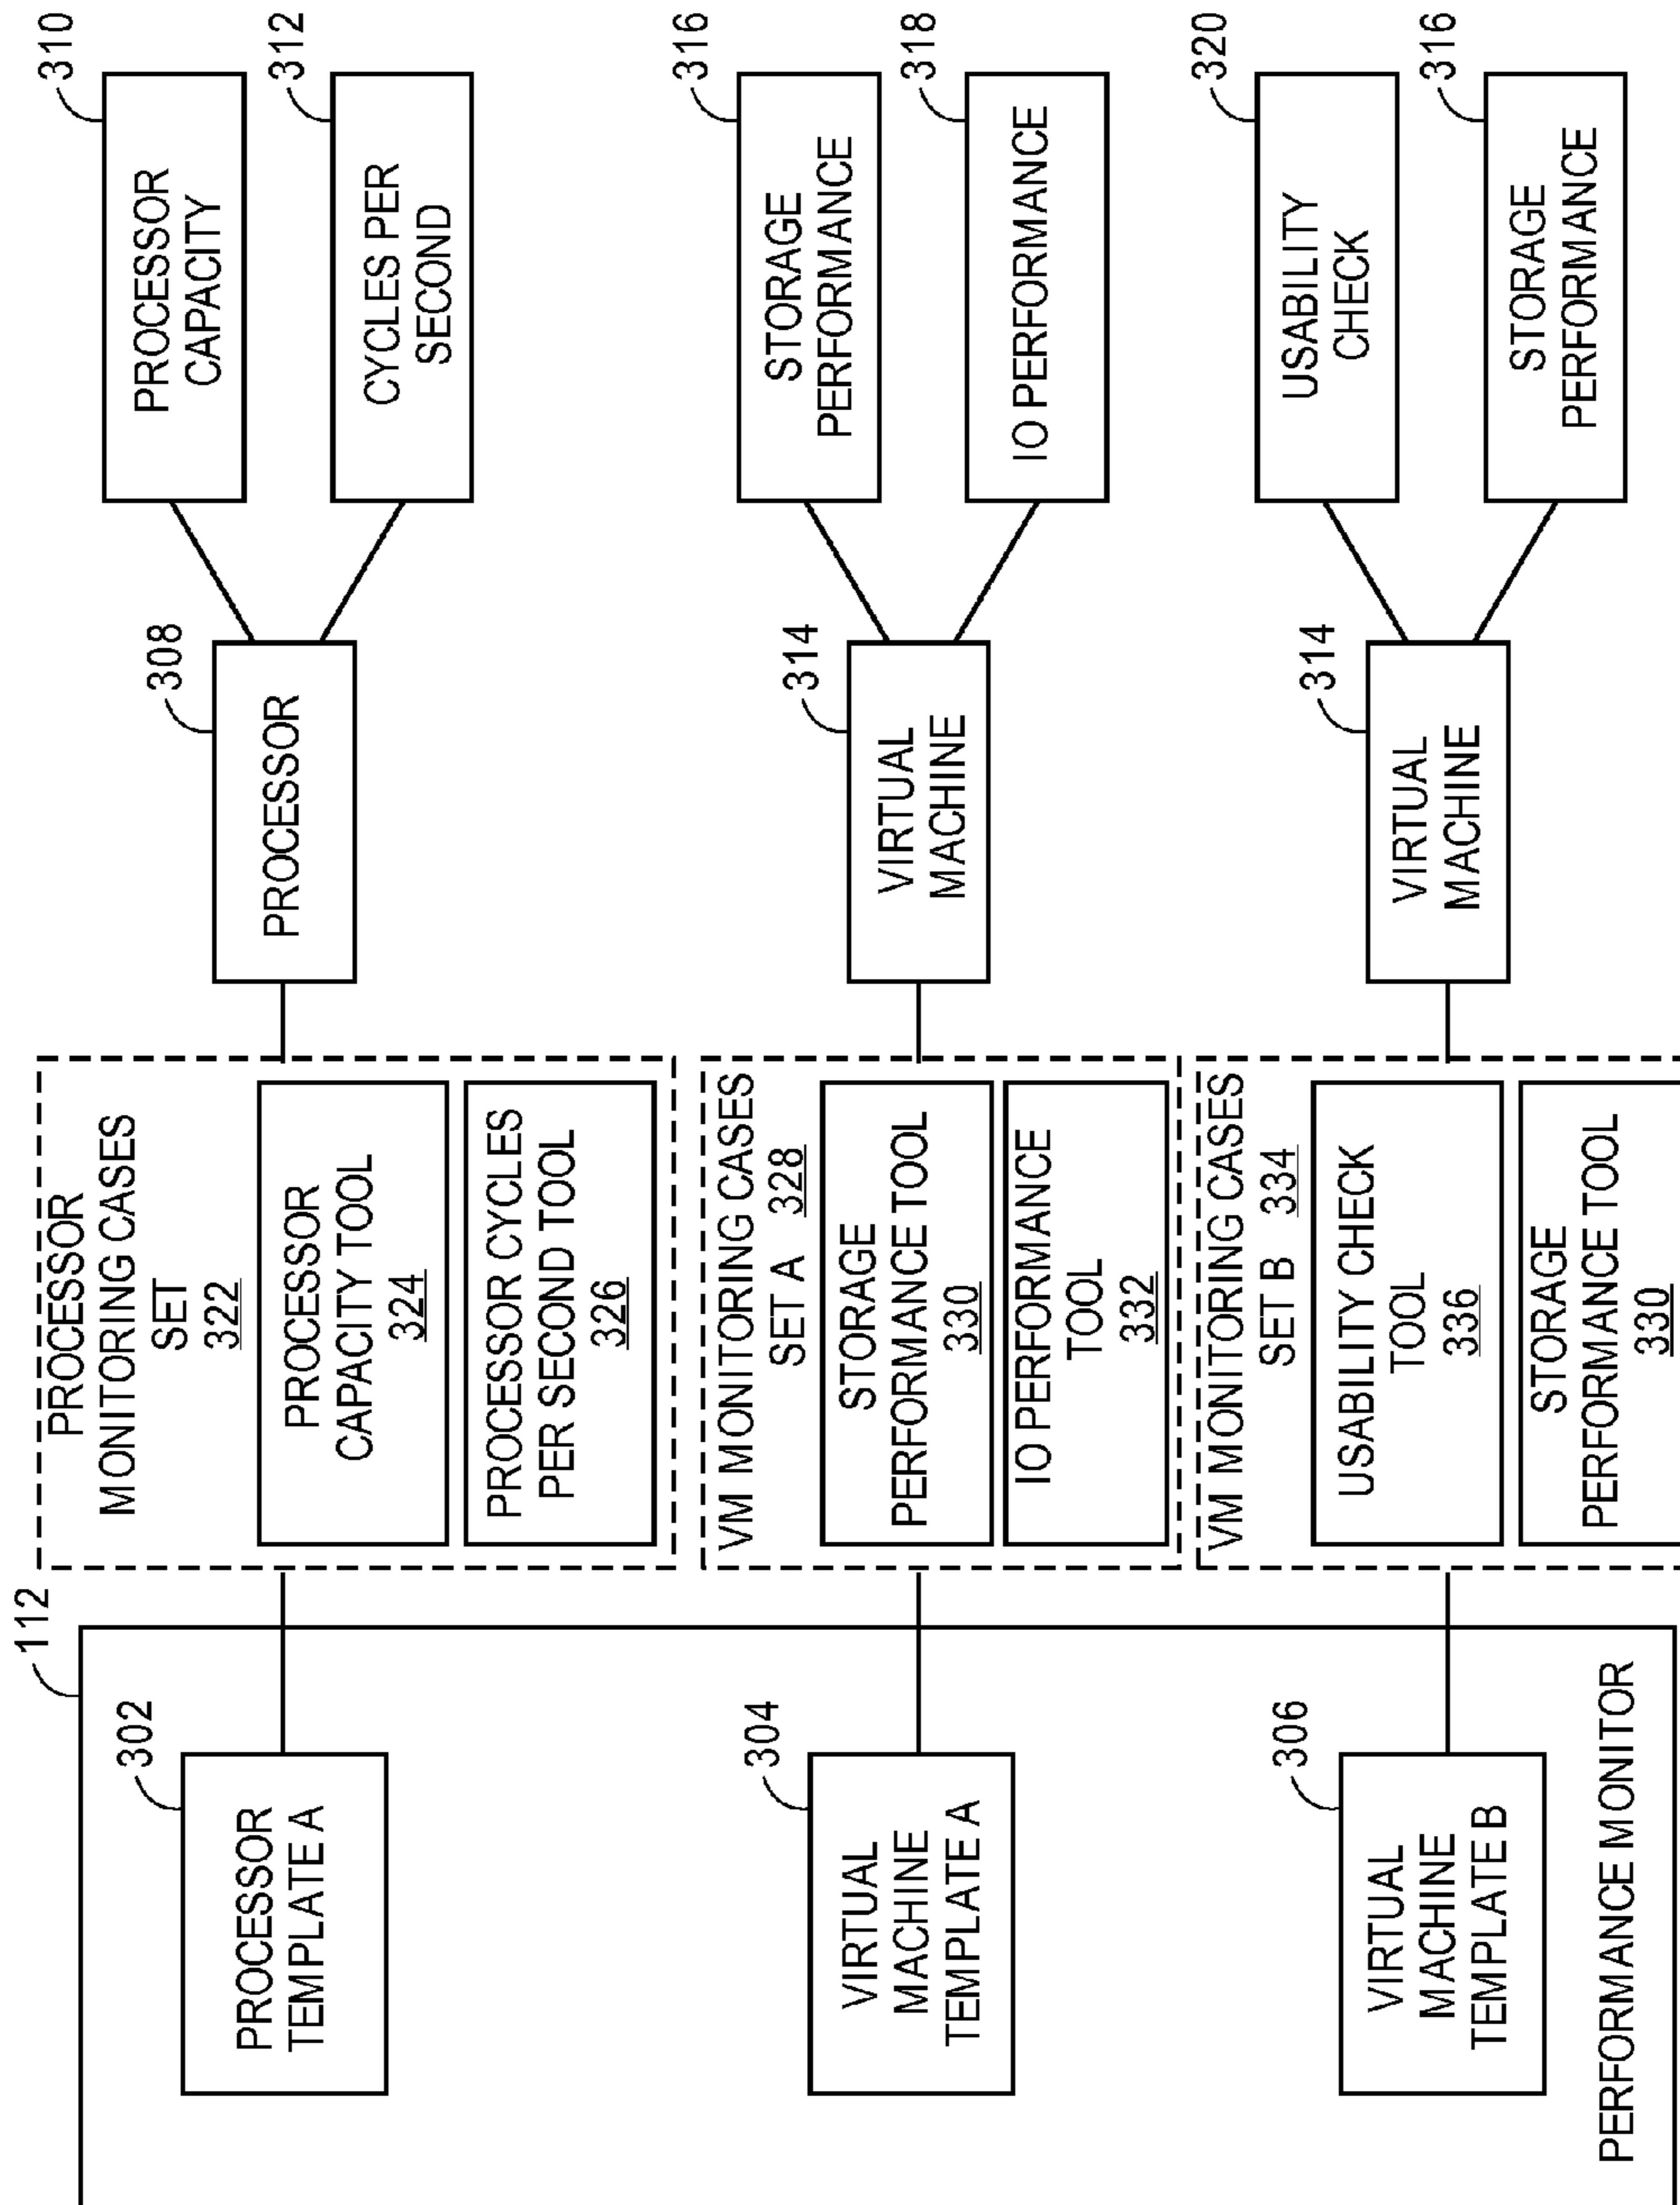 112
302
PROCESSOR
TEMPLATE A
304
VIRTUAL
MACHINE
TEMPLATE A
306
VIRTUAL
MACHINE
TEMPLATE B
PERFORMANCE MONITOR
PROCESSOR
MONITORING CASES
SET
322
PROCESSOR
CAPACITY TOOL
324
PROCESSOR CYCLES
PER SECOND TOOL
326
VM MONITORING CASES
SET A 328
STORAGE
PERFORMANCE TOOL
330
IO PERFORMANCE
TOOL
332
VM MONITORING CASES
SET B 334
USABILITY CHECK
TOOL
336
STORAGE
PERFORMANCE TOOL
330
308
PROCESSOR
314
VIRTUAL
MACHINE
314
VIRTUAL
MACHINE
310
PROCESSOR
CAPACITY
312
CYCLES PER
SECOND
316
STORAGE
PERFORMANCE
318
IO PERFORMANCE
320
USABILITY
CHECK
316
STORAGE
PERFORMANCE